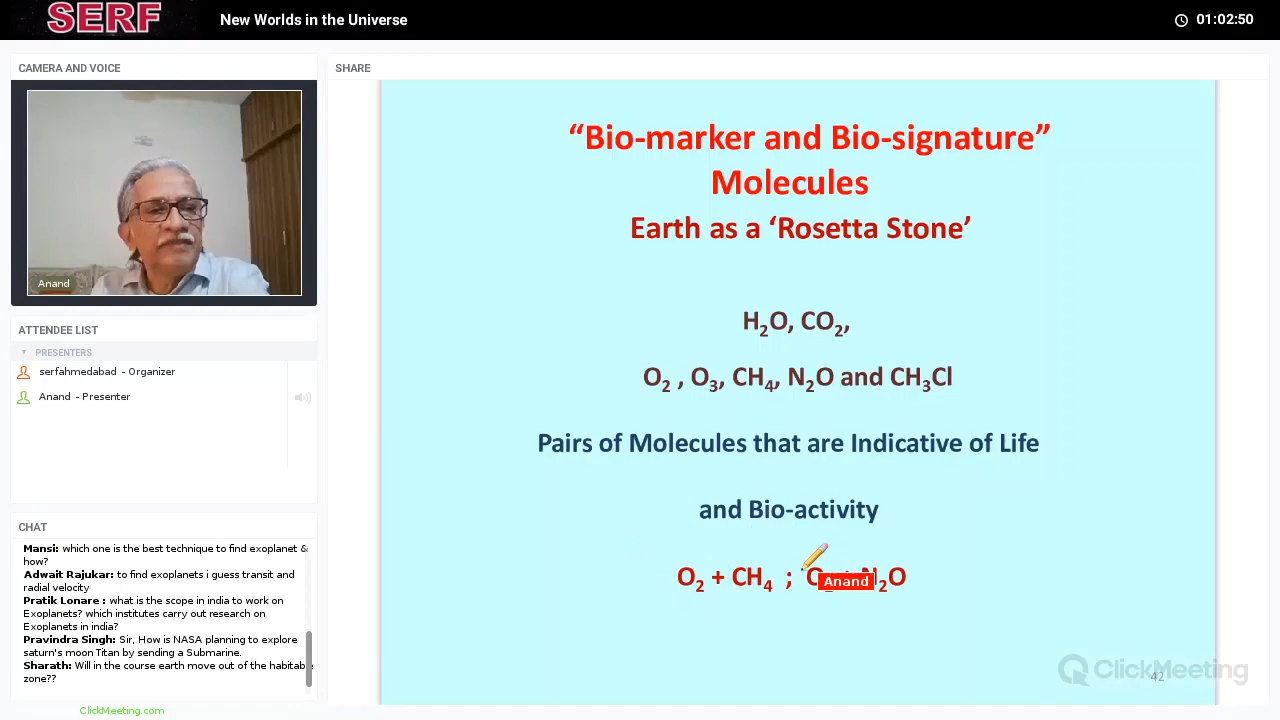 SERF
New Worlds in the Universe
01:02:50
CAMERA AND VOICE
Anand
ATTENDEE LIST
PRESENTERS
serfahmedabad - Organizer
Anand - Presenter
CHAT
Mansi: which one is the best technique to find exoplanet &
how?
Adwait Rajukar: to find exoplanets i guess transit and
radial velocity
Pratik Lonare : what is the scope in india to work on
Exoplanets? which institutes carry out research on
Exoplanets in india?
Pravindra Singh: Sir, How is NASA planning to explore
saturn's moon Titan by sending a Submarine.
Sharath: Will in the course earth move out of the habitable
zone??
ClickMeeting.com
SHARE
“Bio-marker and Bio-signature”
Molecules
Earth as a ‘Rosetta Stone’
H₂O, CO₂,
O₂ , O₃, CH₄, N₂O and CH₃Cl
Pairs of Molecules that are Indicative of Life
and Bio-activity
O₂ + CH₄ ; N₂O
Anand
ClickMeeting
42